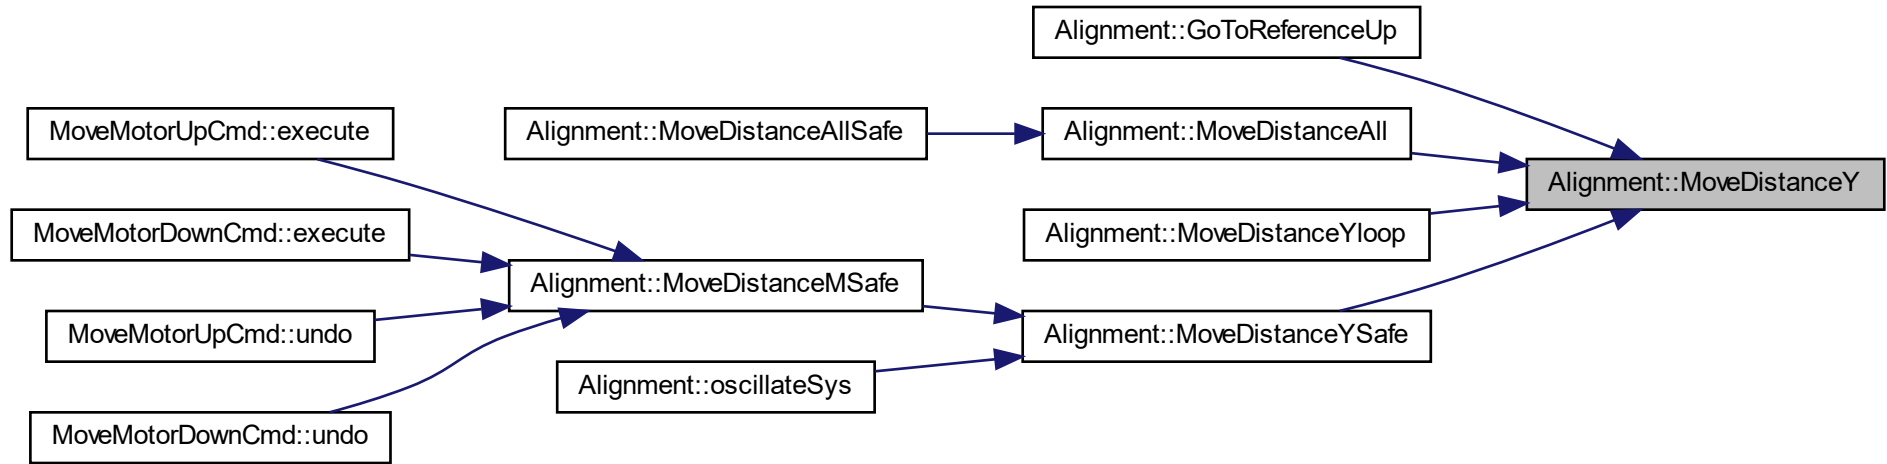 Alignment::GoToReferenceUp
MoveMotorUpCmd::execute
Alignment::MoveDistanceAllSafe
Alignment::MoveDistanceAll
Alignment::MoveDistanceY
MoveMotorDownCmd::execute
Alignment::MoveDistanceYloop
Alignment::MoveDistanceMSafe
MoveMotorUpCmd::undo
Alignment::MoveDistanceYSafe
Alignment::oscillateSys
MoveMotorDownCmd::undo